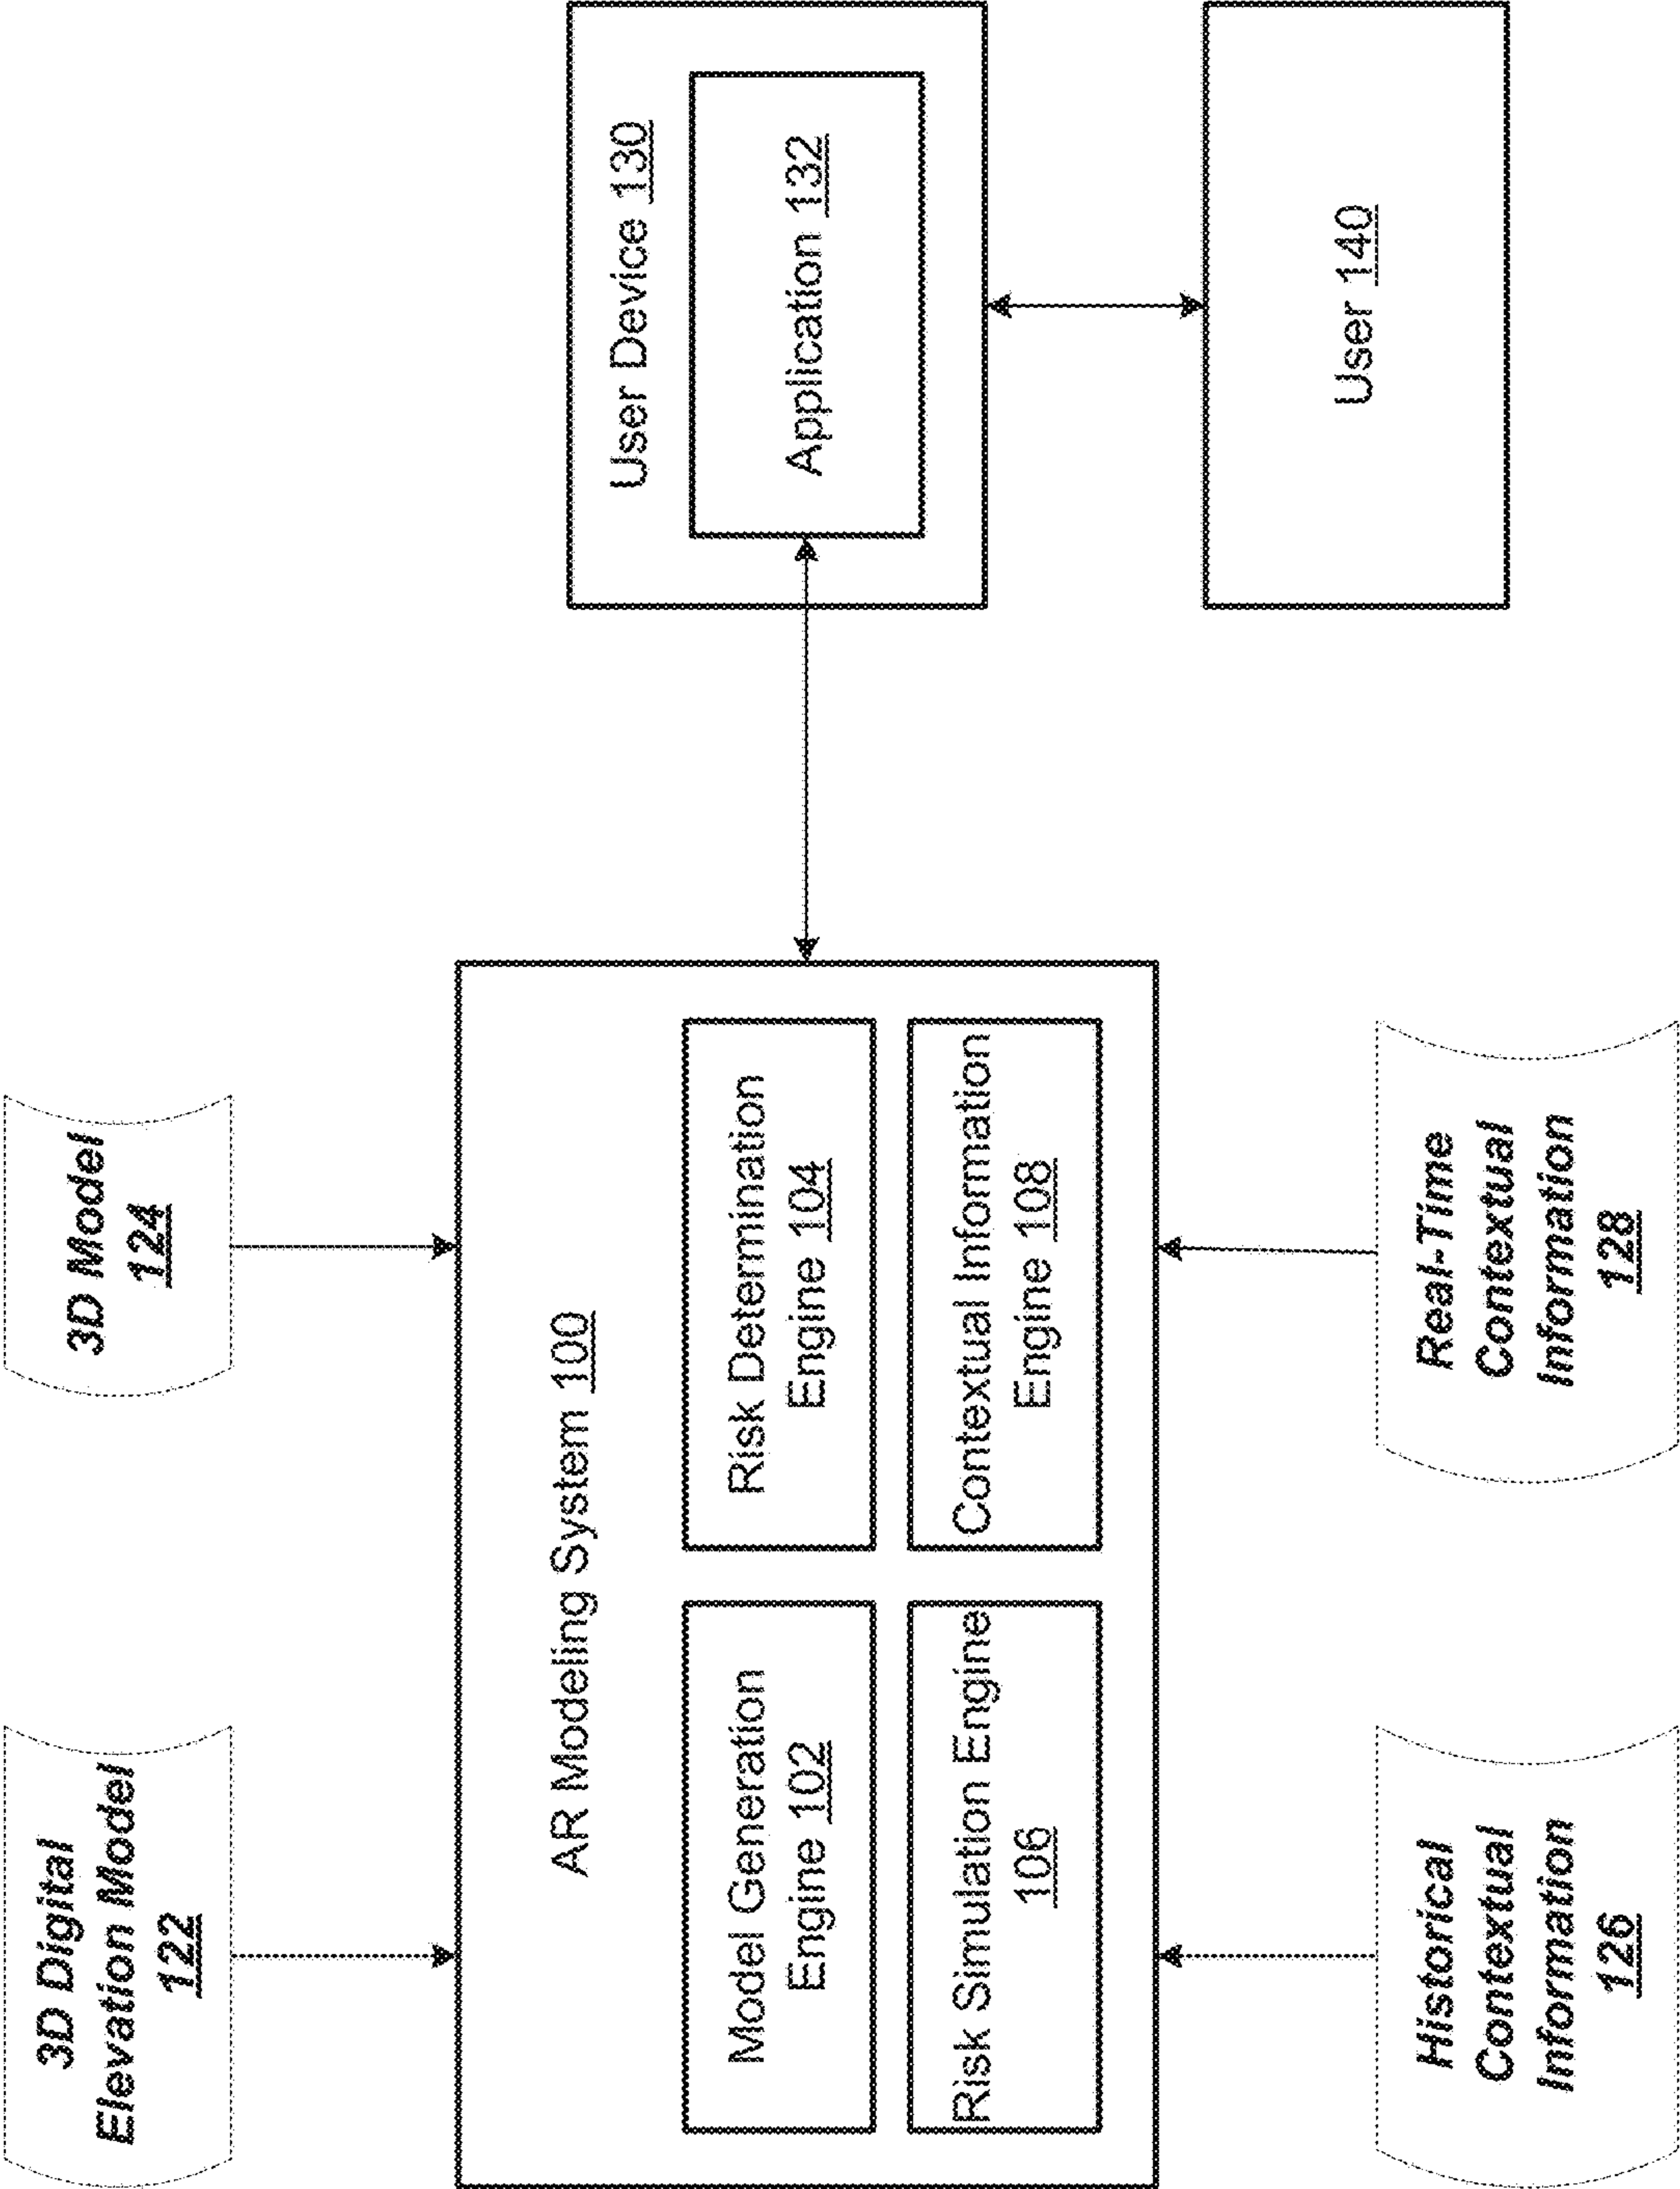 3D Digital
Elevation Model
122
3D Model
124
AR Modeling System 100
Model Generation
Engine 102
Risk Determination
Engine 104
Risk Simulation Engine
106
Contextual Information
Engine 108
Historical
Contextual
Information
126
Real-Time
Contextual
Information
128
User Device 130
Application 132
User 140